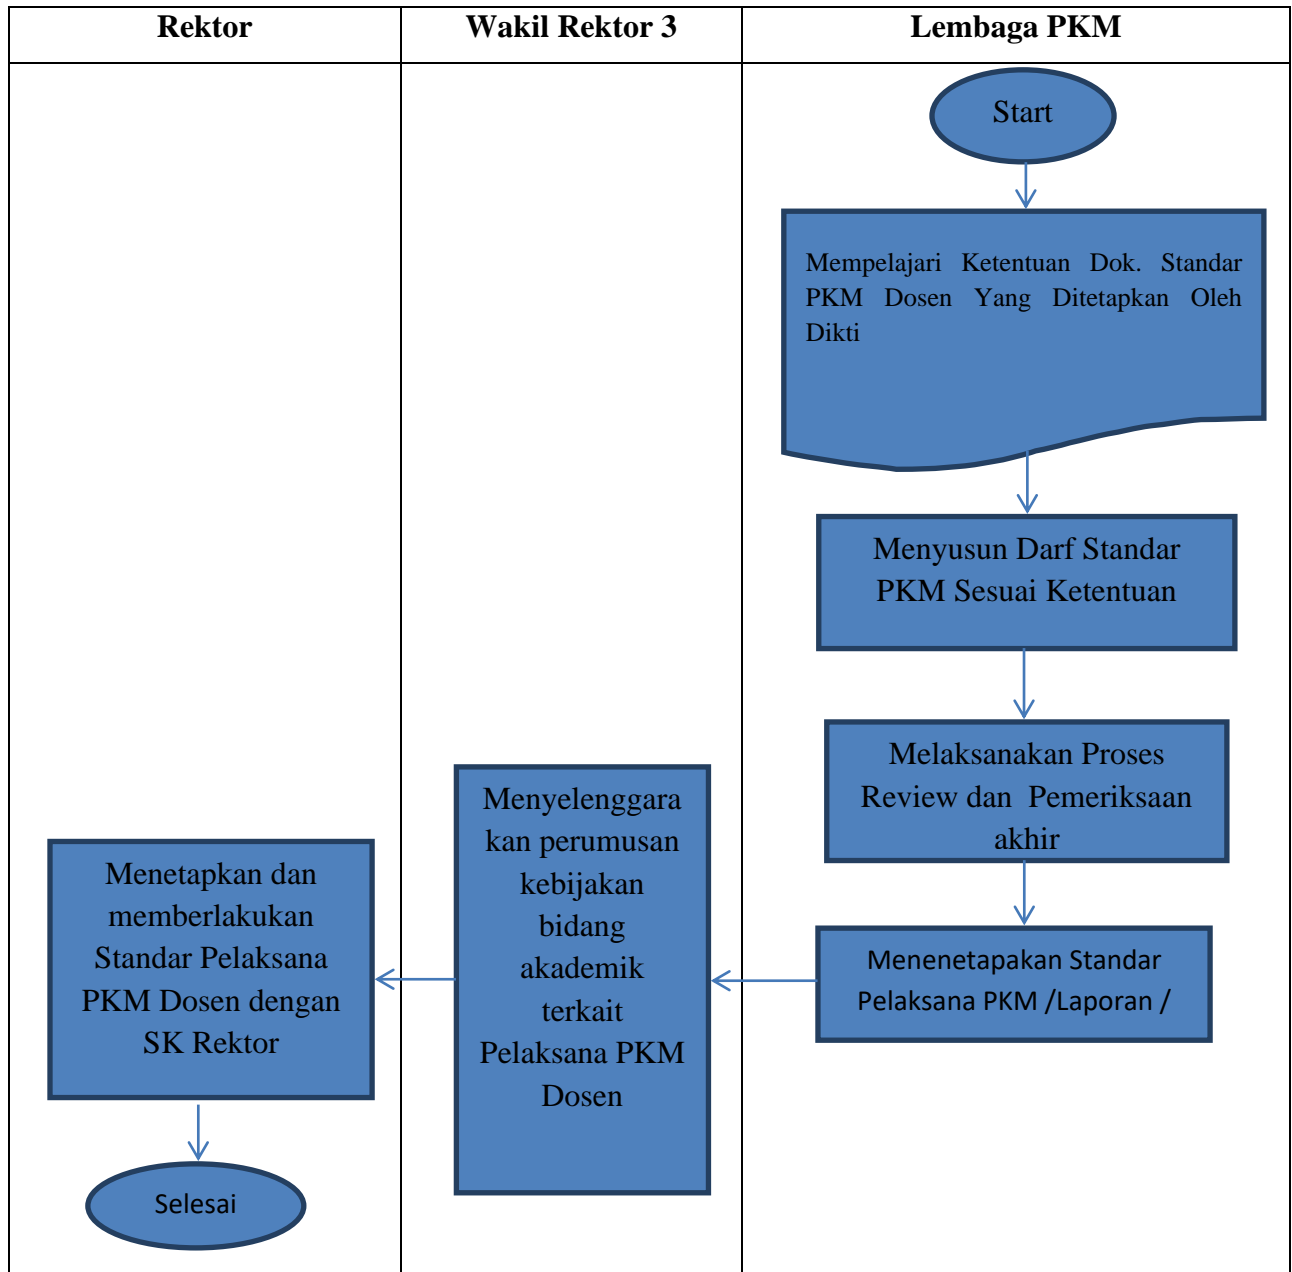 Rektor
Wakil Rektor 3
Lembaga PKM
Start
Mempelajari Ketentuan Dok. Standar
PKM Dosen Yang Ditetapkan Oleh
Dikti
Menyusun Darf Standar
PKM Sesuai Ketentuan
Melaksanakan Proses
Review dan Pemeriksaan
akhir
Menenetapakan Standar
Pelaksana PKM /Laporan /
Menyelenggara
kan perumusan
kebijakan
bidang
akademik
terkait
Pelaksana PKM
Dosen
Menetapkan dan
memberlakukan
Standar Pelaksana
PKM Dosen dengan
SK Rektor
Selesai